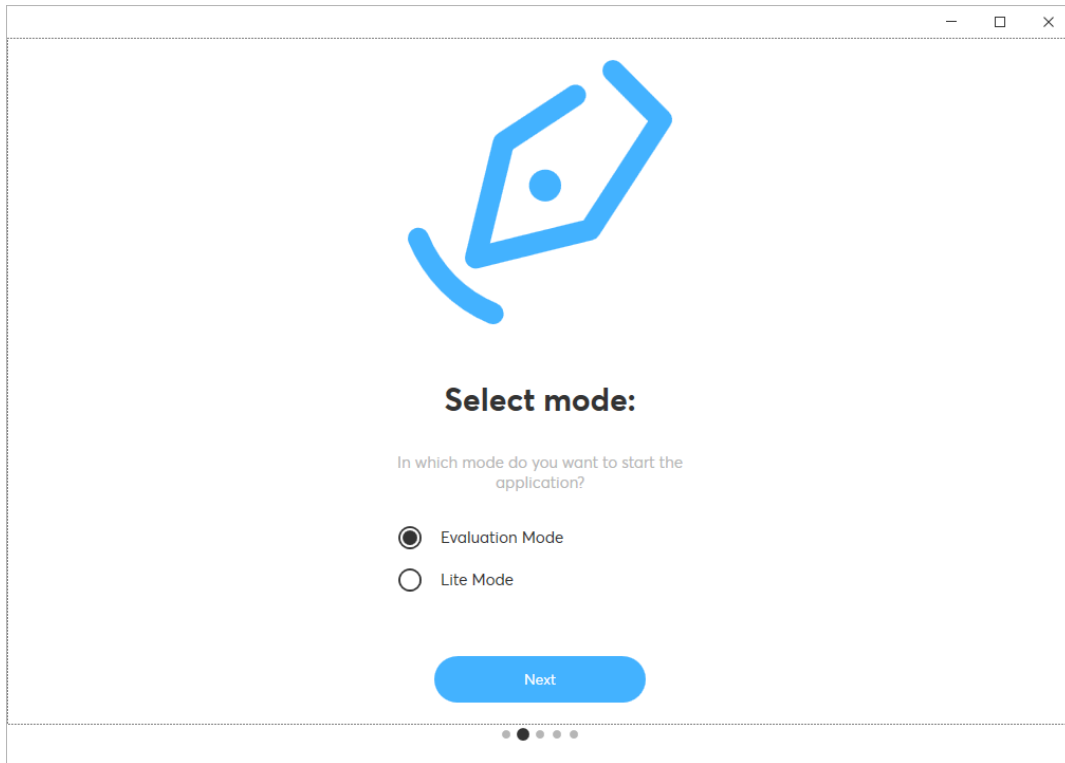 Select mode:
In which mode do you want to start the
application?
Evaluation Mode
Lite Mode
Next